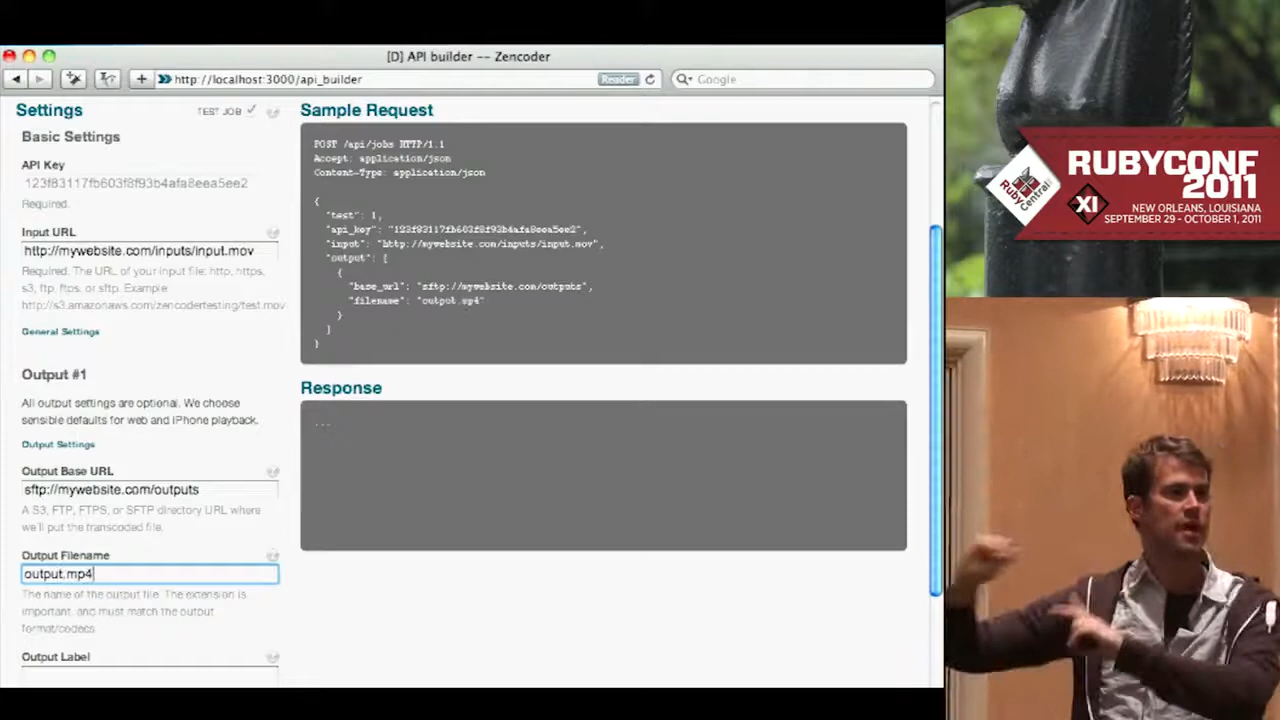 [D] API builder -- Zencoder
http://localhost:3000/api_builder
Reader
Google
Settings
TEST JOB ✓
Basic Settings
API Key
123f83117fb603f8f93b4afa8eea5ee2
Required.
Input URL
http://mywebsite.com/inputs/input.mov
Required. The URL of your input file: http, https,
s3, ftp, ftps, or sftp. Example:
http://s3.amazonaws.com/zencodertesting/test.mov
General Settings
Output #1
All output settings are optional. We choose
sensible defaults for web and iPhone playback.
Output Settings
Output Base URL
sftp://mywebsite.com/outputs
A S3, FTP, FTPS, or SFTP directory URL where
we'll put the transcoded file.
Output Filename
output.mp4
The name of the output file. The extension is
important, and must match the output
format/codecs.
Output Label
Sample Request
POST /api/jobs HTTP/1.1
Accept: application/json
Content-Type: application/json
{
"test": 1,
"api_key": "123f83117fb603f8f93b4afa8eea5ee2",
"input": "http://mywebsite.com/inputs/input.mov",
"output": [
{
"base_url": "sftp://mywebsite.com/outputs",
"filename": "output.mp4"
}
]
}
Response
...
RubyCentral
XI
RUBYCONF
2011
NEW ORLEANS, LOUISIANA
SEPTEMBER 29 - OCTOBER 1, 2011